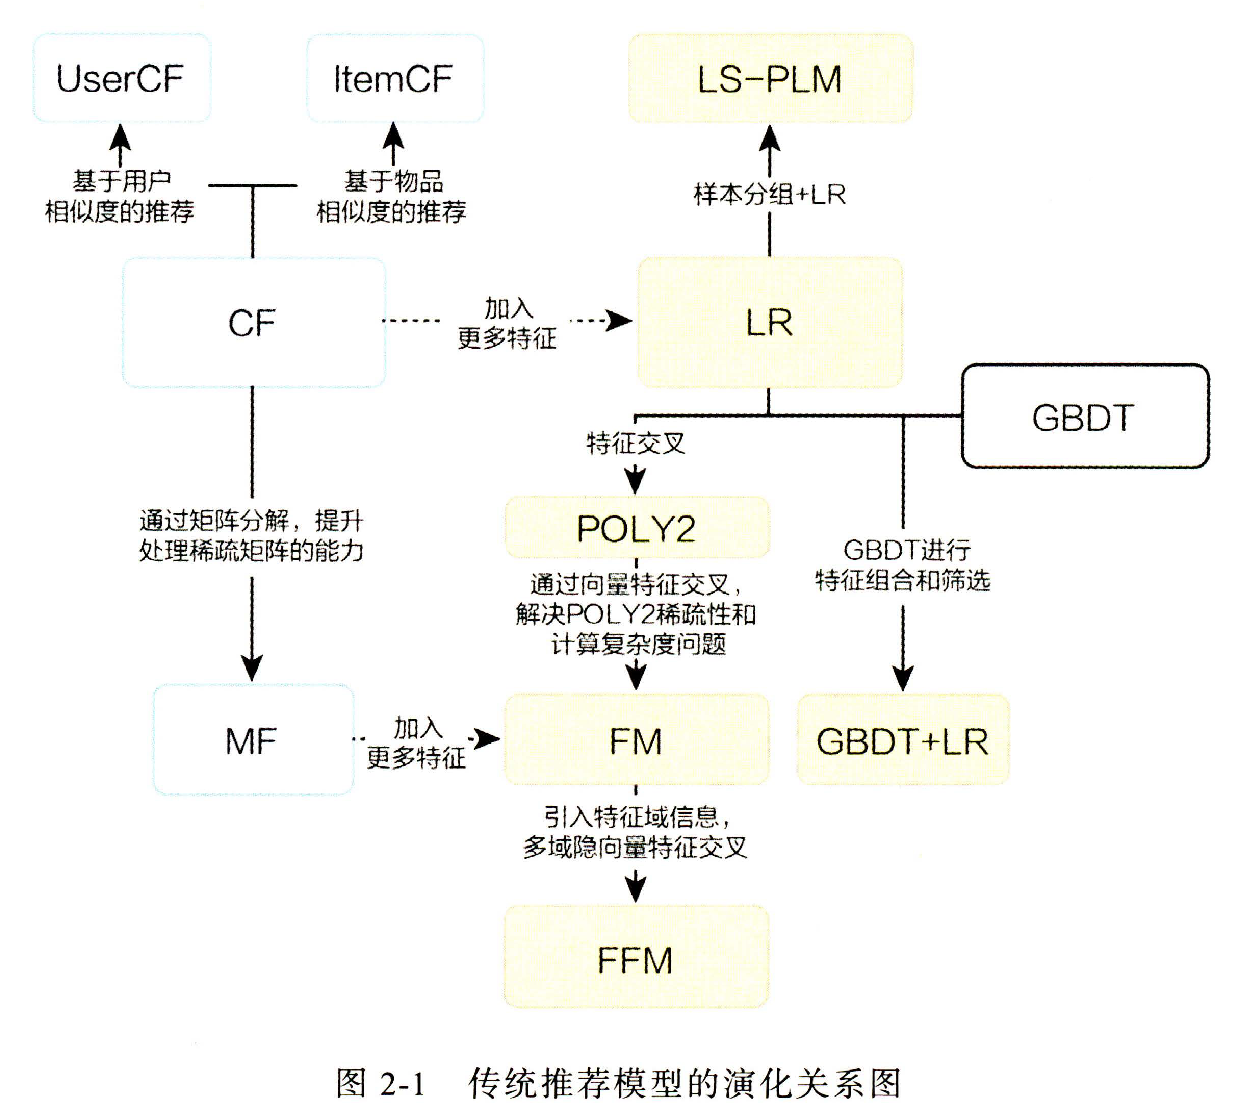 UserCF
ItemCF
LS-PLM
基于用户
相似度的推荐
基于物品
相似度的推荐
样本分组+LR
CF
加入
更多特征
LR
GBDT
特征交叉
通过矩阵分解，提升
处理稀疏矩阵的能力
POLY2
GBDT进行
特征组合和筛选
通过向量特征交叉，
解决POLY2稀疏性和
计算复杂度问题
MF
加入
更多特征
FM
GBDT+LR
引入特征域信息，
多域隐向量特征交叉
FFM
图 2-1 传统推荐模型的演化关系图